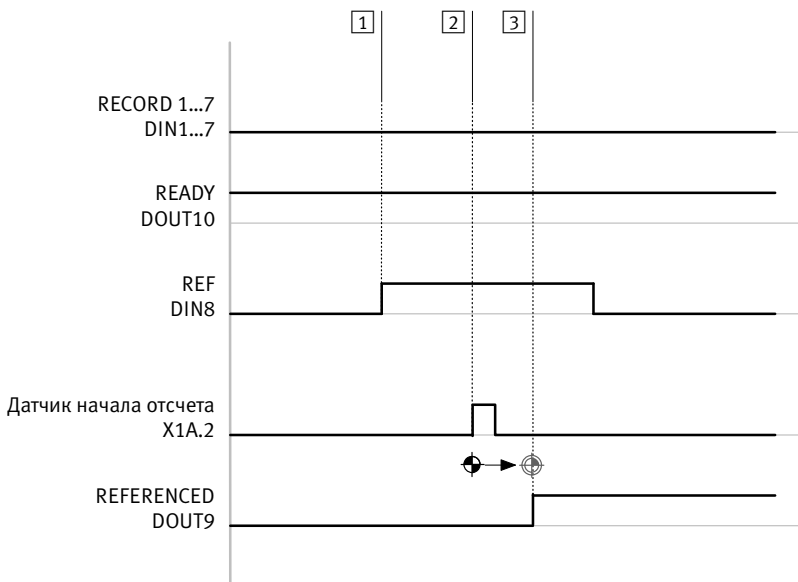 1 2 3
RECORD 1...7
DIN1...7
READY
DOUT10
REF
DIN8
Датчик начала отсчета
X1A.2
REFERENCED
DOUT9